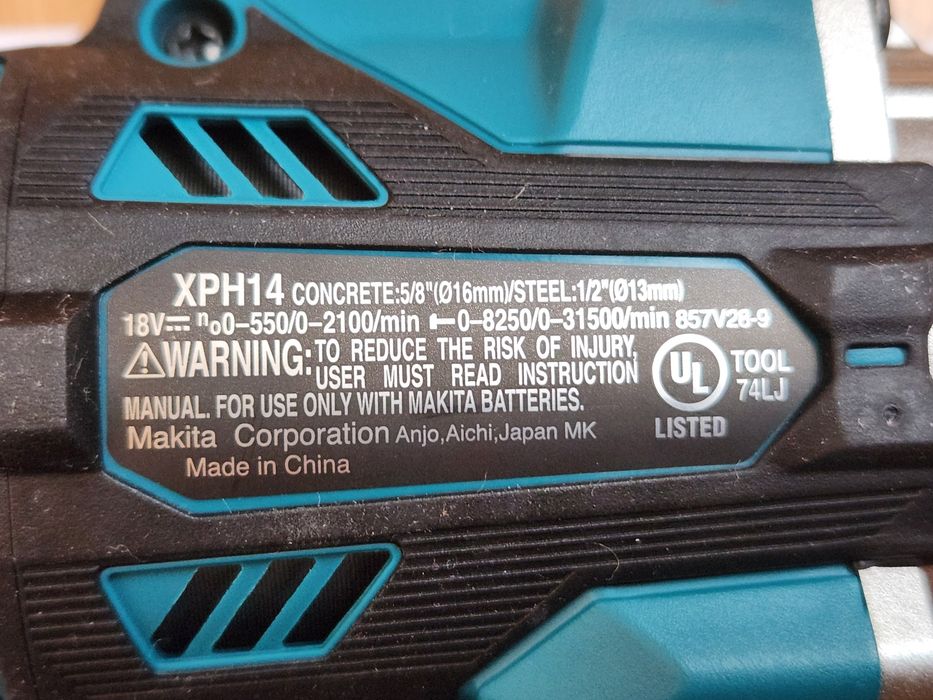 XPH14 CONCRETE:5/8"(Ø16mm)/STEEL:1/2"(Ø13mm)
18V⎓ n₀0–550/0–2100/min 0–8250/0–31500/min 857V28-9
⚠WARNING: TO REDUCE THE RISK OF INJURY,
USER MUST READ INSTRUCTION
MANUAL. FOR USE ONLY WITH MAKITA BATTERIES.
Makita Corporation Anjo,Aichi,Japan MK
Made in China
UL
LISTED
TOOL
74LJ